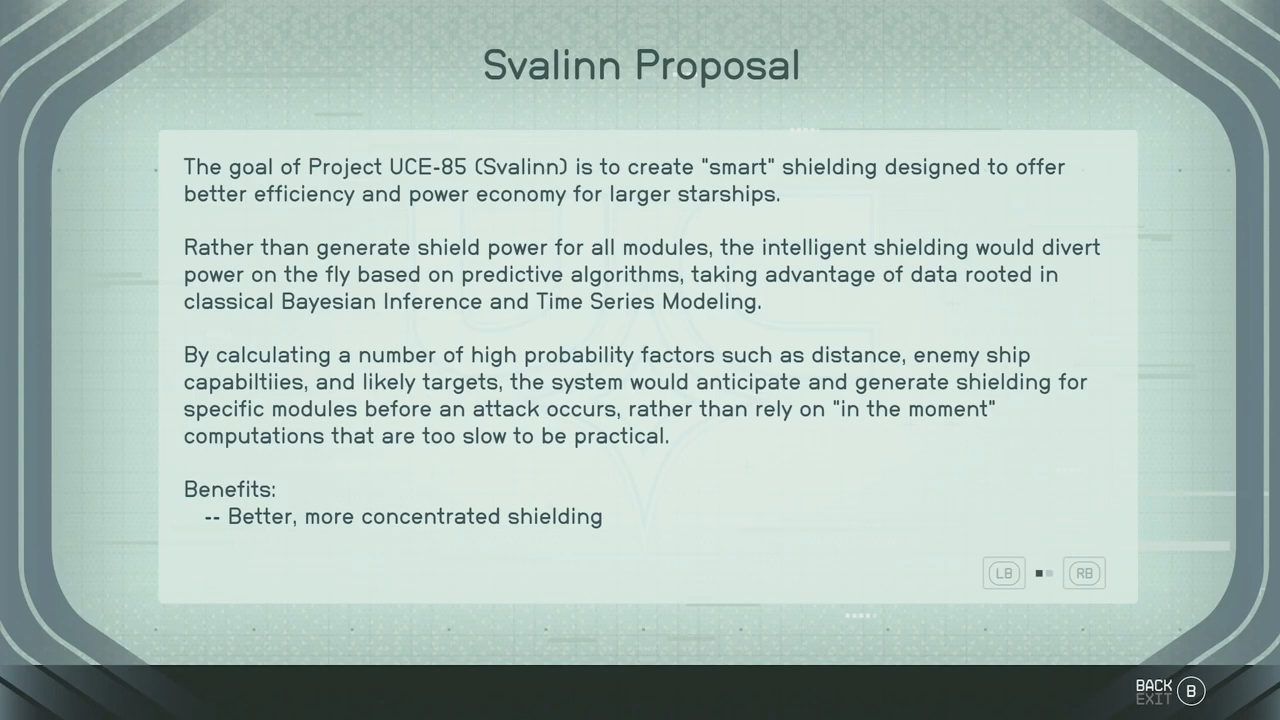 Svalinn Proposal
The goal of Project UCE-85 (Svalinn) is to create "smart" shielding designed to offer
better efficiency and power economy for larger starships.
Rather than generate shield power for all modules, the intelligent shielding would divert
power on the fly based on predictive algorithms, taking advantage of data rooted in
classical Bayesian Inference and Time Series Modeling.
By calculating a number of high probability factors such as distance, enemy ship
capabiltiies, and likely targets, the system would anticipate and generate shielding for
specific modules before an attack occurs, rather than rely on "in the moment"
computations that are too slow to be practical.
Benefits:
-- Better, more concentrated shielding
LB RB
BACK B
EXIT